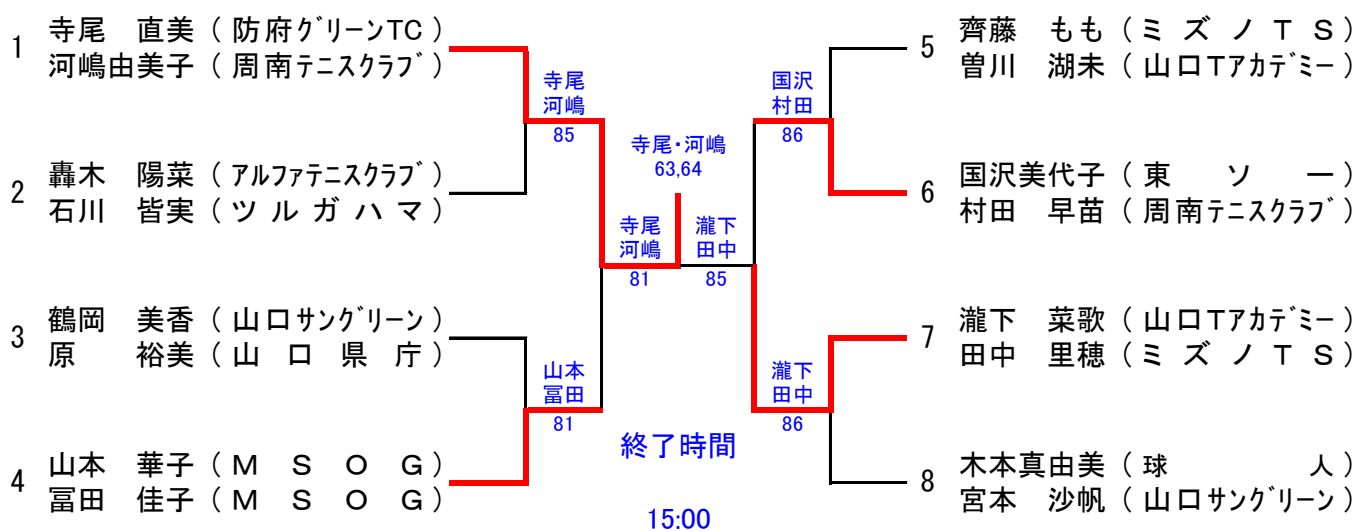 1
寺尾　直美（防府グリーンTC）
河嶋由美子（周南テニスクラブ）
2
轟木　陽菜（アルファテニスクラブ）
石川　皆実（ツルガハマ）
3
鶴岡　美香（山口サングリーン）
原　　裕美（山口県庁）
4
山本　華子（ＭＳＯＧ）
冨田　佳子（ＭＳＯＧ）
寺尾
河嶋
85
山本
冨田
81
寺尾・河嶋
63,64
寺尾
河嶋
81
瀧下
田中
85
国沢
村田
86
瀧下
田中
86
終了時間
15:00
5
齊藤　もも（ミズノＴＳ）
曽川　湖未（山口Tアカデミー）
6
国沢美代子（東ソー）
村田　早苗（周南テニスクラブ）
7
瀧下　菜歌（山口Tアカデミー）
田中　里穂（ミズノＴＳ）
8
木本真由美（球人）
宮本　沙帆（山口サングリーン）